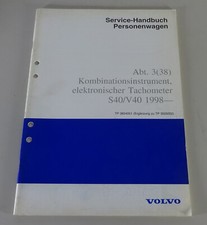 Service-Handbuch
Personenwagen
Abt. 3(38)
Kombinationsinstrument,
elektronischer Tachometer
S40/V40 1998—
VOLVO